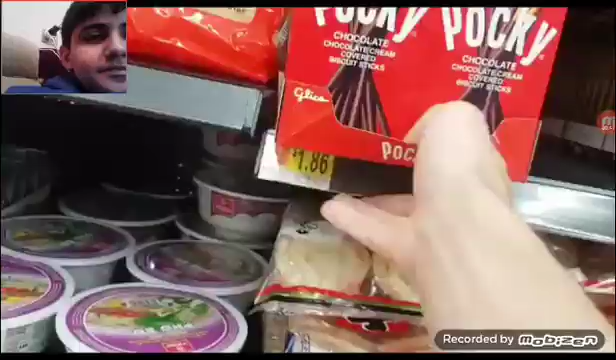 POCKY
CHOCOLATE
CHOCOLATE CREAM
COVERED
BISCUIT STICKS
POCKY
CHOCOLATE
CHOCOLATE CREAM
COVERED
BISCUIT STICKS
Glico
POC
$1.86
Recorded by MOBIZEN